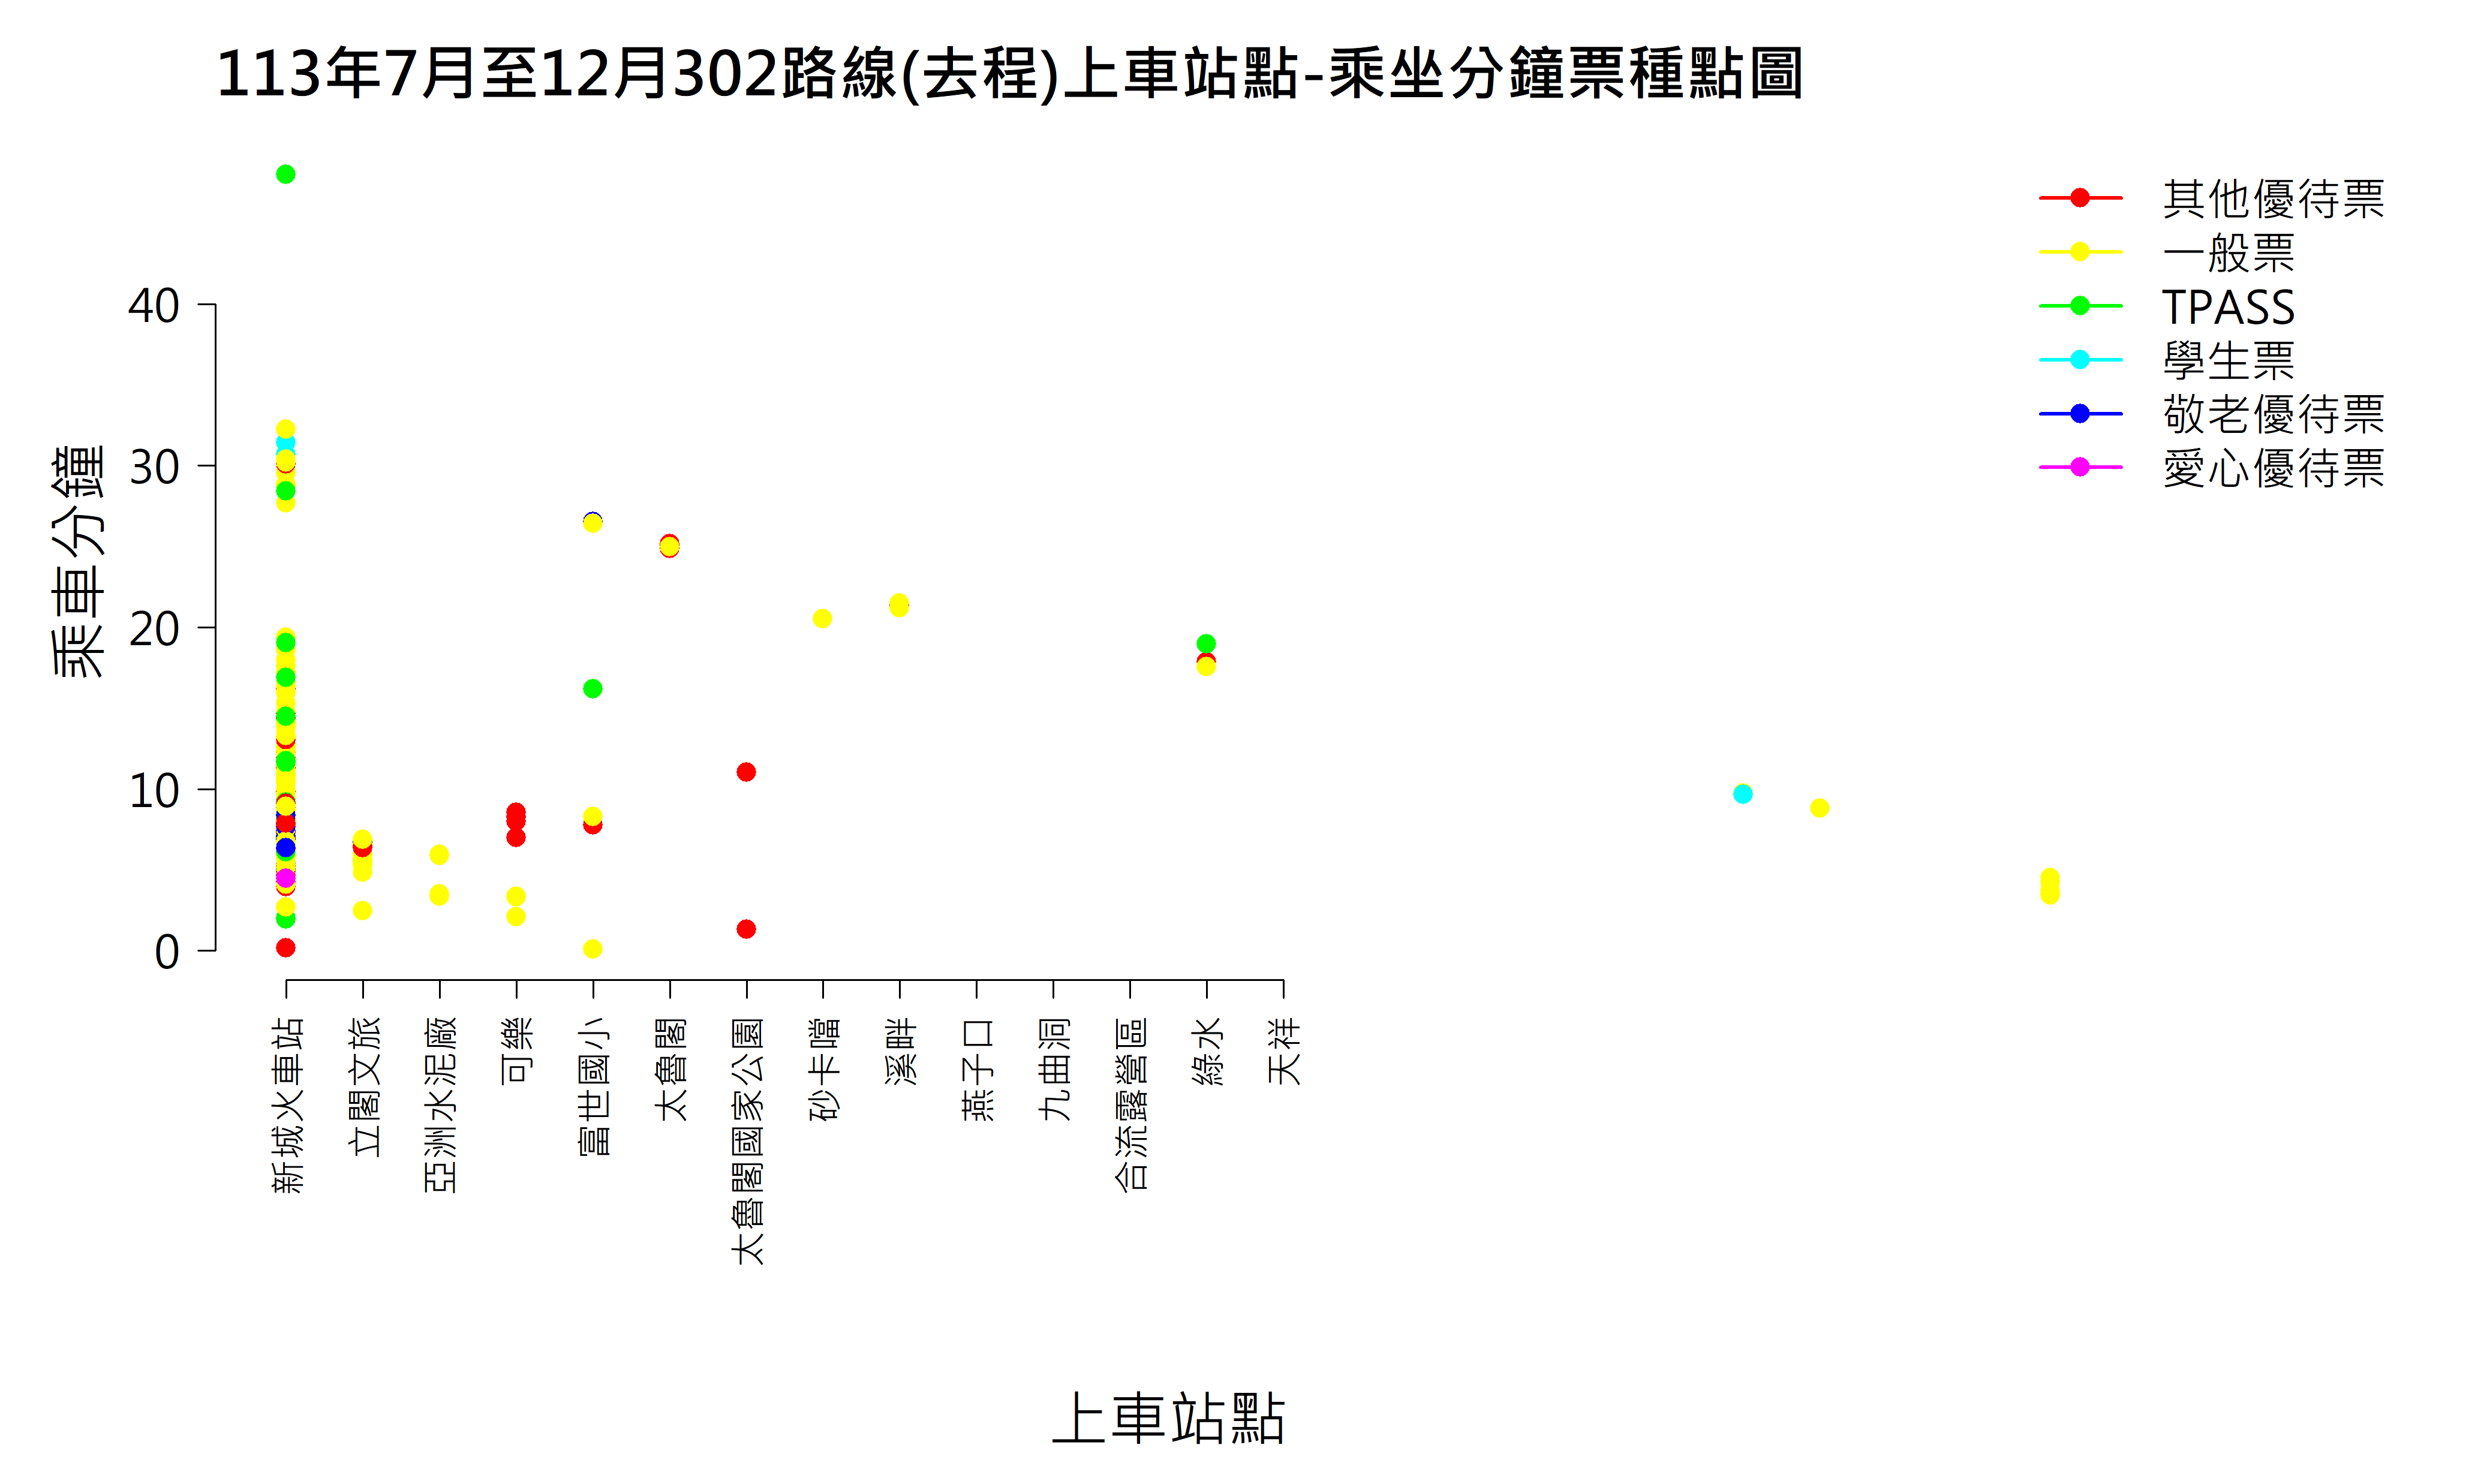 113年7月至12月302路線(去程)上車站點-乘坐分鐘票種點圖
其他優待票
一般票
TPASS
學生票
敬老優待票
愛心優待票
乘車分鐘
40
30
20
10
0
新城火車站
立閣文旅
亞洲水泥廠
可樂
富世國小
太魯閣
太魯閣國家公園
砂卡噹
溪畔
燕子口
九曲洞
合流露營區
綠水
天祥
上車站點